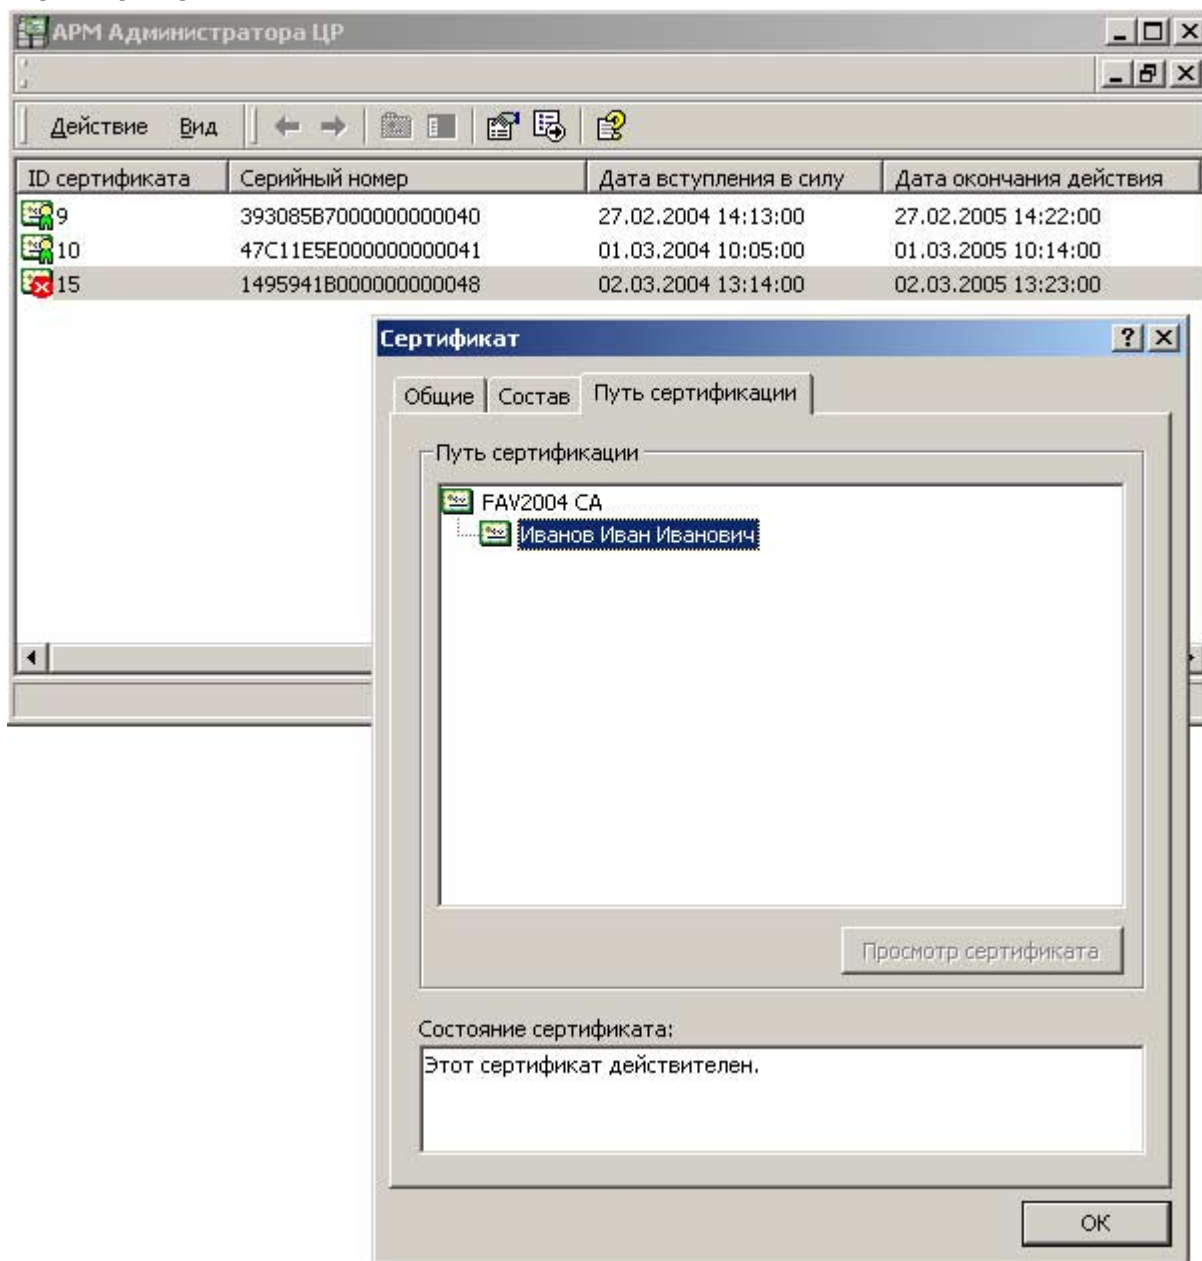 АРМ Администратора ЦР
Действие Вид
ID сертификата Серийный номер Дата вступления в силу Дата окончания действия
9 393085B7000000000040 27.02.2004 14:13:00 27.02.2005 14:22:00
10 47C11E5E000000000041 01.03.2004 10:05:00 01.03.2005 10:14:00
15 1495941B000000000048 02.03.2004 13:14:00 02.03.2005 13:23:00
Сертификат
Общие Состав Путь сертификации
Путь сертификации
FAV2004 CA
Иванов Иван Иванович
Просмотр сертификата
Состояние сертификата:
Этот сертификат действителен.
ОК